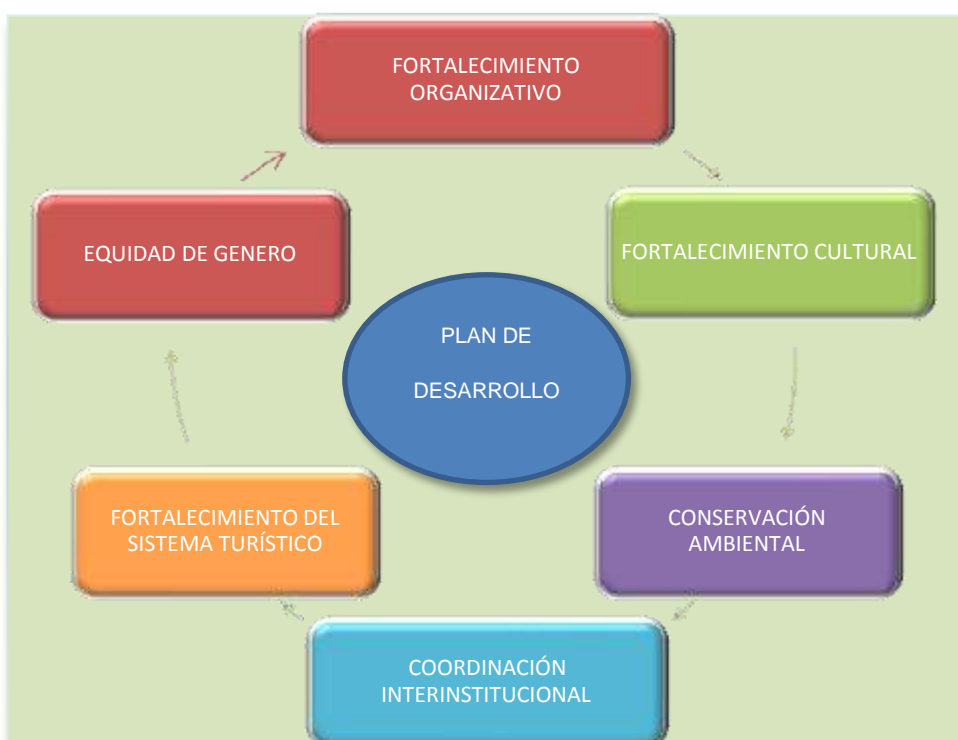 FORTALECIMIENTO
ORGANIZATIVO
EQUIDAD DE GENERO
FORTALECIMIENTO CULTURAL
PLAN DE
DESARROLLO
FORTALECIMIENTO DEL
SISTEMA TURÍSTICO
CONSERVACIÓN
AMBIENTAL
COORDINACIÓN
INTERINSTITUCIONAL